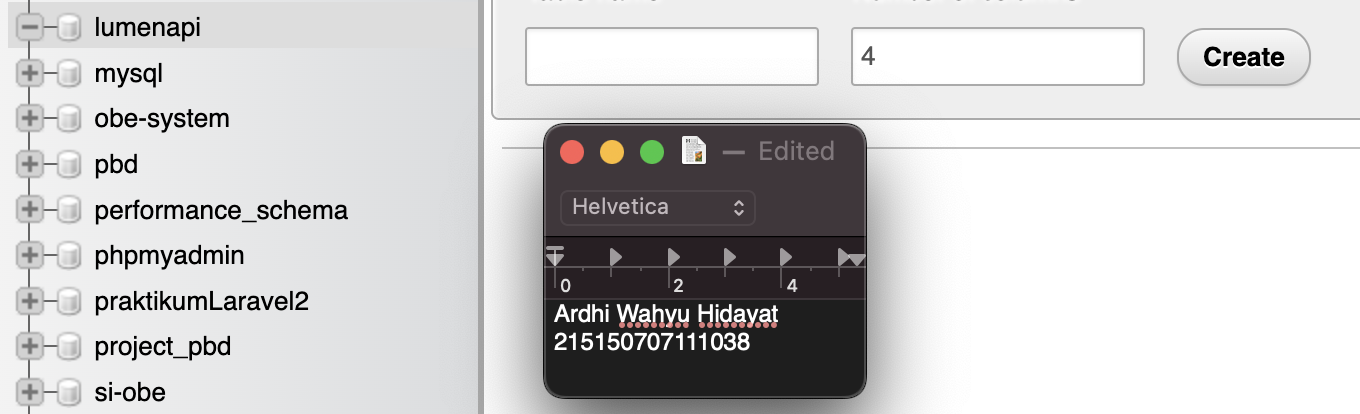 lumenapi
mysql
obe-system
pbd
performance_schema
phpmyadmin
praktikumLaravel2
project_pbd
si-obe
4
Create
— Edited
Helvetica
0 2 4
Ardhi Wahyu Hidayat
215150707111038